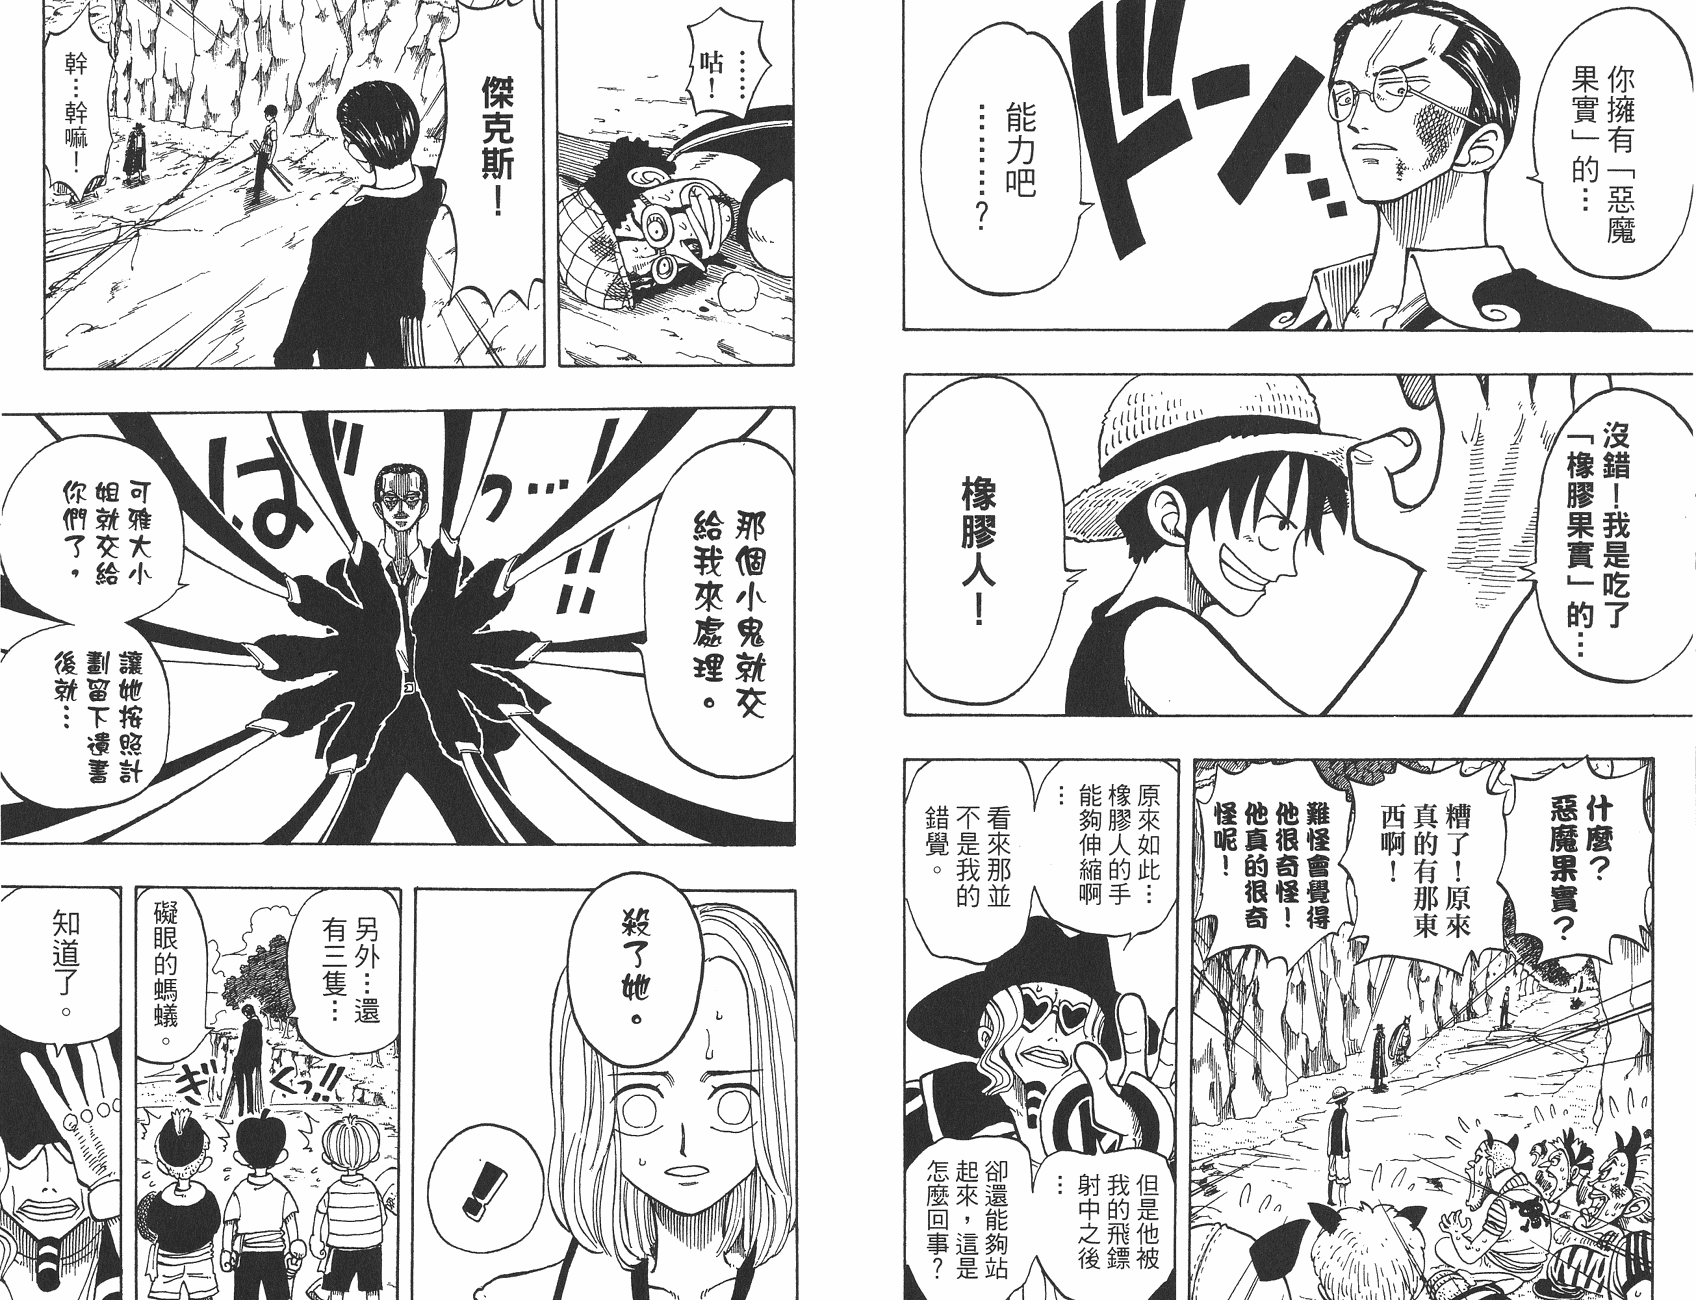 你擁有「惡魔
果實」的…
能力吧
………？
ドン
沒錯！我是吃了
「橡膠果實」的…
橡膠人！
什麼？
惡魔果實？
糟了！原來
真的有那東
西啊！
難怪會覺得
他很奇怪！
他真的很奇
怪呢！
原來如此…
橡膠人的手
能夠伸縮啊
…
看來那並
不是我的
錯覺。
但是他被
我的飛鏢
射中之後
…
卻還能夠站
起來，這是
怎麼回事？
……
咕！
傑克斯！
幹…幹嘛！
那個小鬼就交
給我來處理。
ばっ…!!
可雅大小
姐就交給
你們了，
讓她按照計
劃留下遺書
後就…
殺了她。
！
另外…還
有三隻…
礙眼的螞蟻。
ぎくっ!!
知道了。